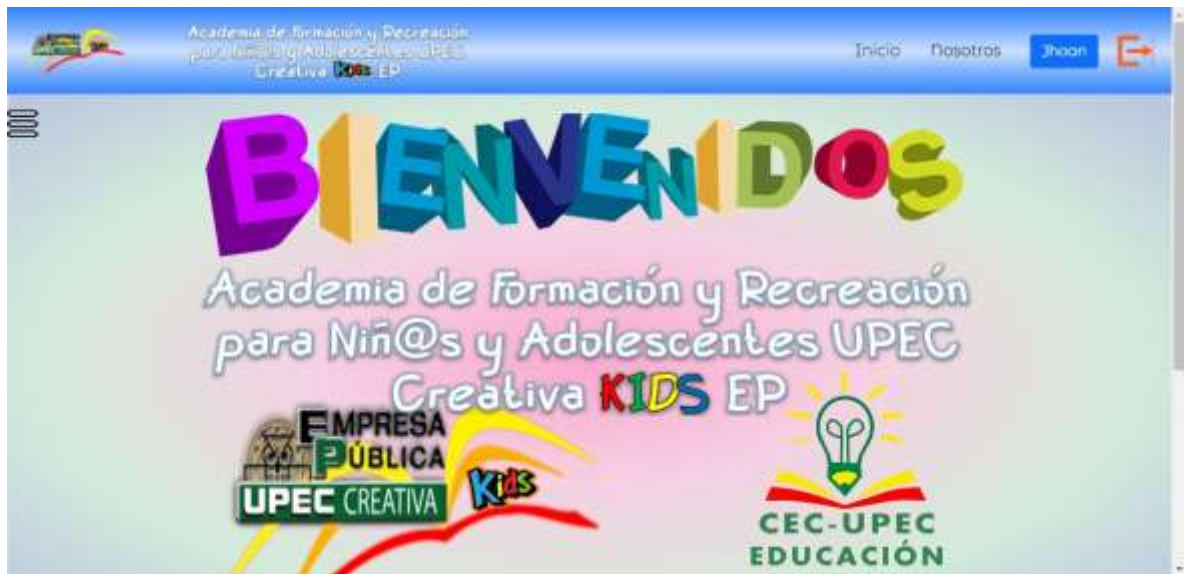 Academia de Formación y Recreación
para Niñ@s y Adolescentes UPEC
Creativa Kids EP
Inicio
Nosotros
Jhoan
BIENVENIDOS
Academia de Formación y Recreación
para Niñ@s y Adolescentes UPEC
Creativa KIDS EP
EMPRESA
PÚBLICA
UPEC CREATIVA
Kids
CEC-UPEC
EDUCACIÓN